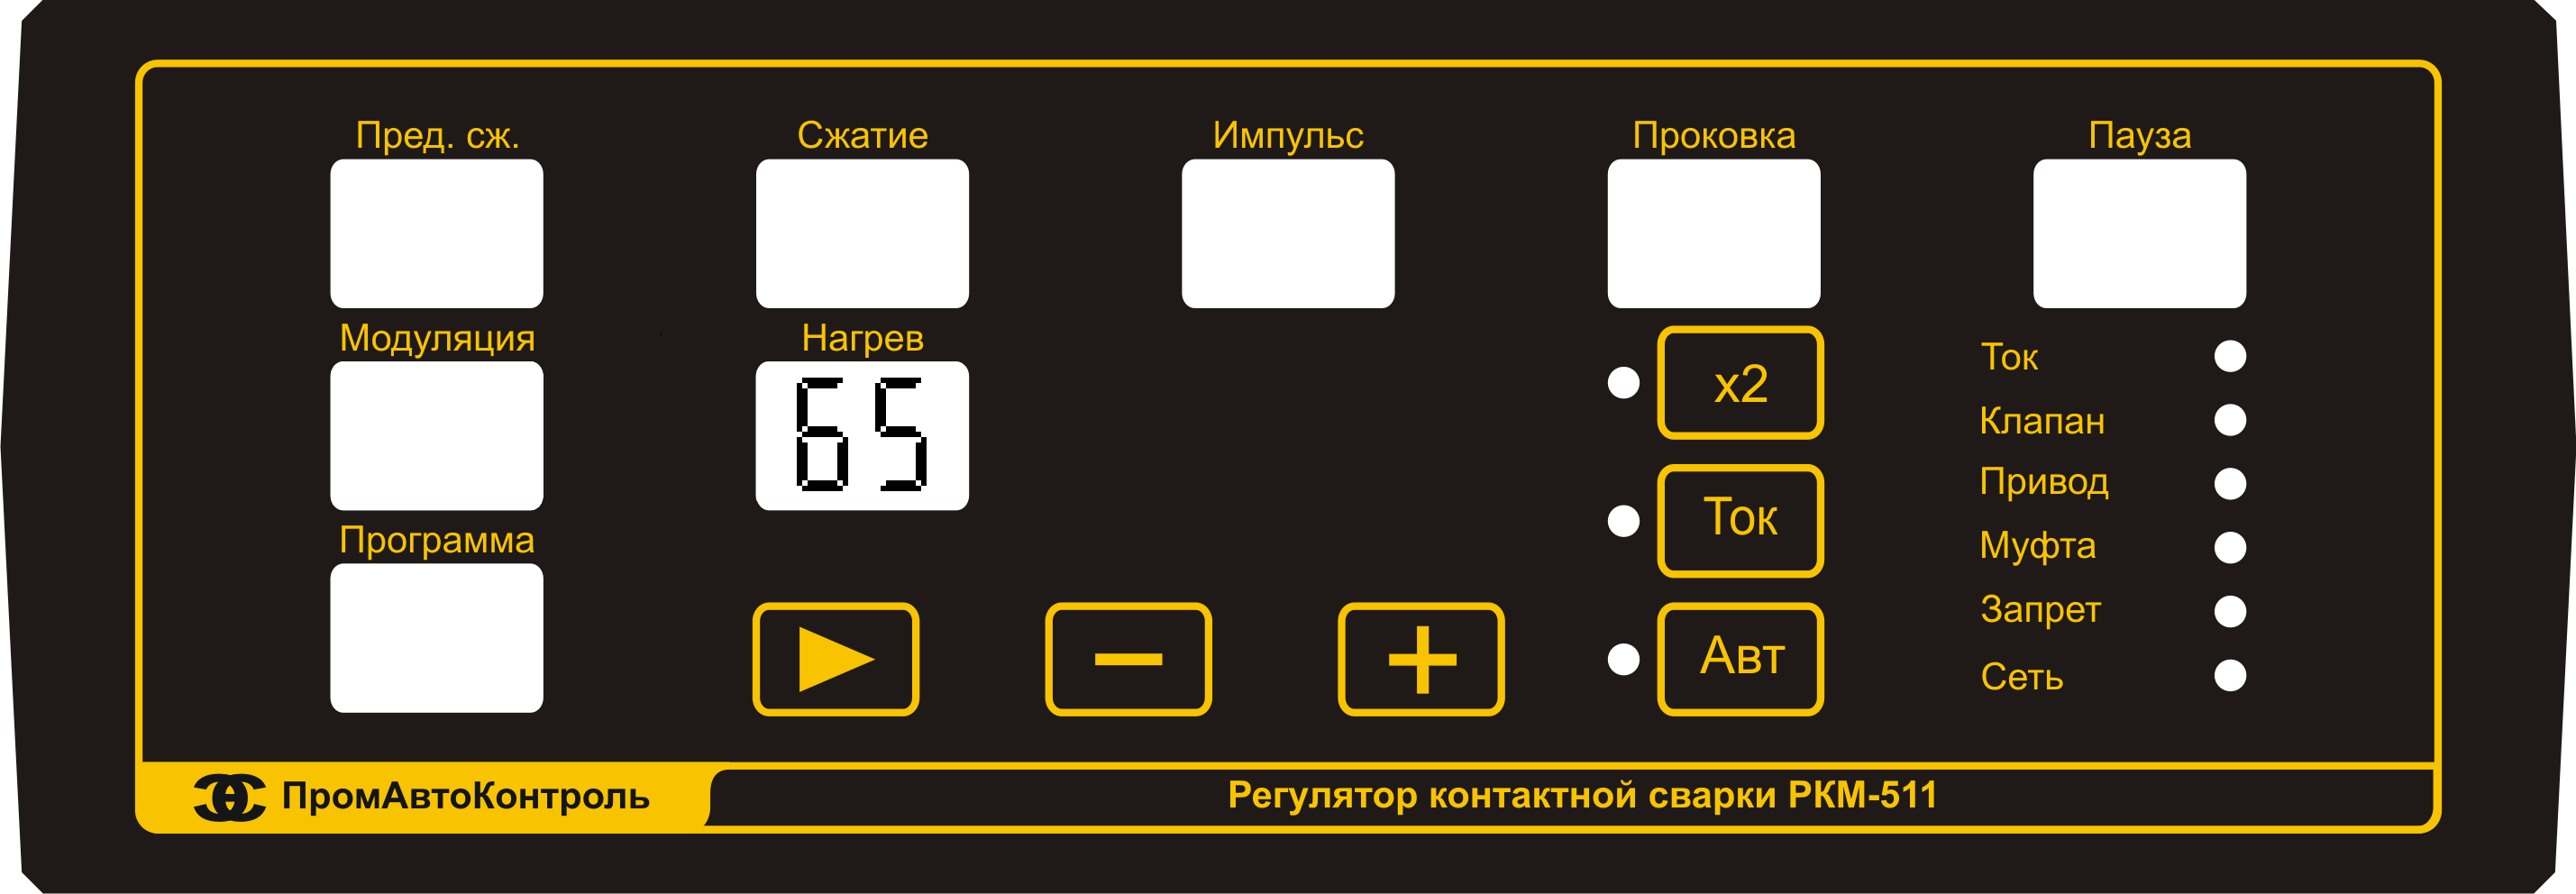 Пред. сж.
Сжатие
Импульс
Проковка
Пауза
Модуляция
Нагрев
65
x2
Ток
Клапан
Привод
Ток
Муфта
Программа
Запрет
Авт
Сеть
ПромАвтоКонтроль
Регулятор контактной сварки РКМ-511